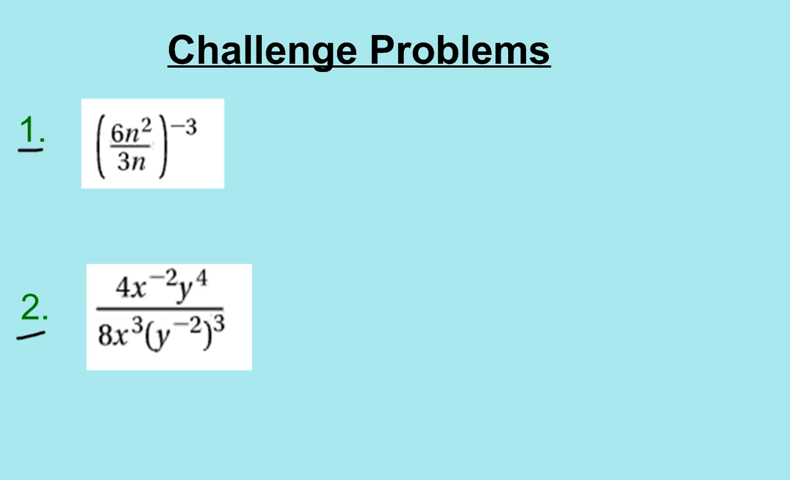 Challenge Problems
1. (6n²/3n)⁻³
2. 4x⁻²y⁴/8x³(y⁻²)³